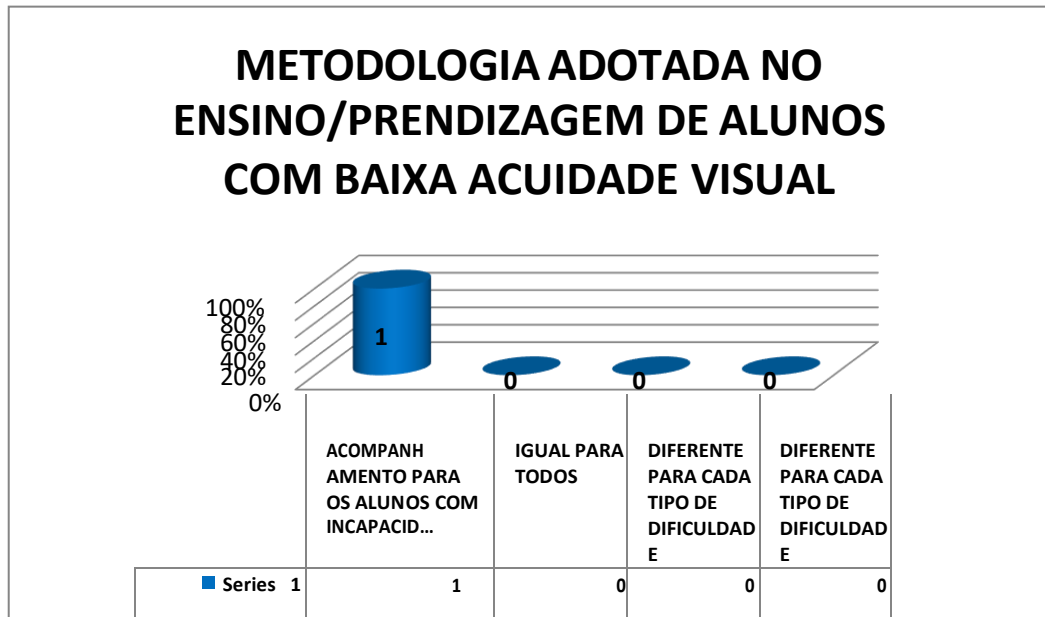 METODOLOGIA ADOTADA NO
ENSINO/PRENDIZAGEM DE ALUNOS
COM BAIXA ACUIDADE VISUAL
100%
80%
60%
40%
20%
0%
1
0
0
0
ACOMPANH
AMENTO PARA
OS ALUNOS COM
INCAPACID...
IGUAL PARA
TODOS
DIFERENTE
PARA CADA
TIPO DE
DIFICULDAD
E
DIFERENTE
PARA CADA
TIPO DE
DIFICULDAD
E
Series 1 1 0 0 0